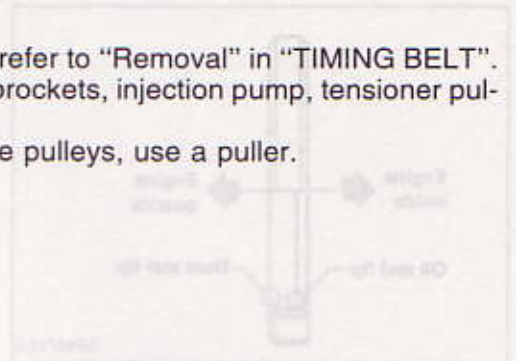 refer to “Removal” in “TIMING BELT”.
prockets, injection pump, tensioner pul-
e pulleys, use a puller.
Engine
outside
Engine
inside
Dust seal lip
Oil seal lip